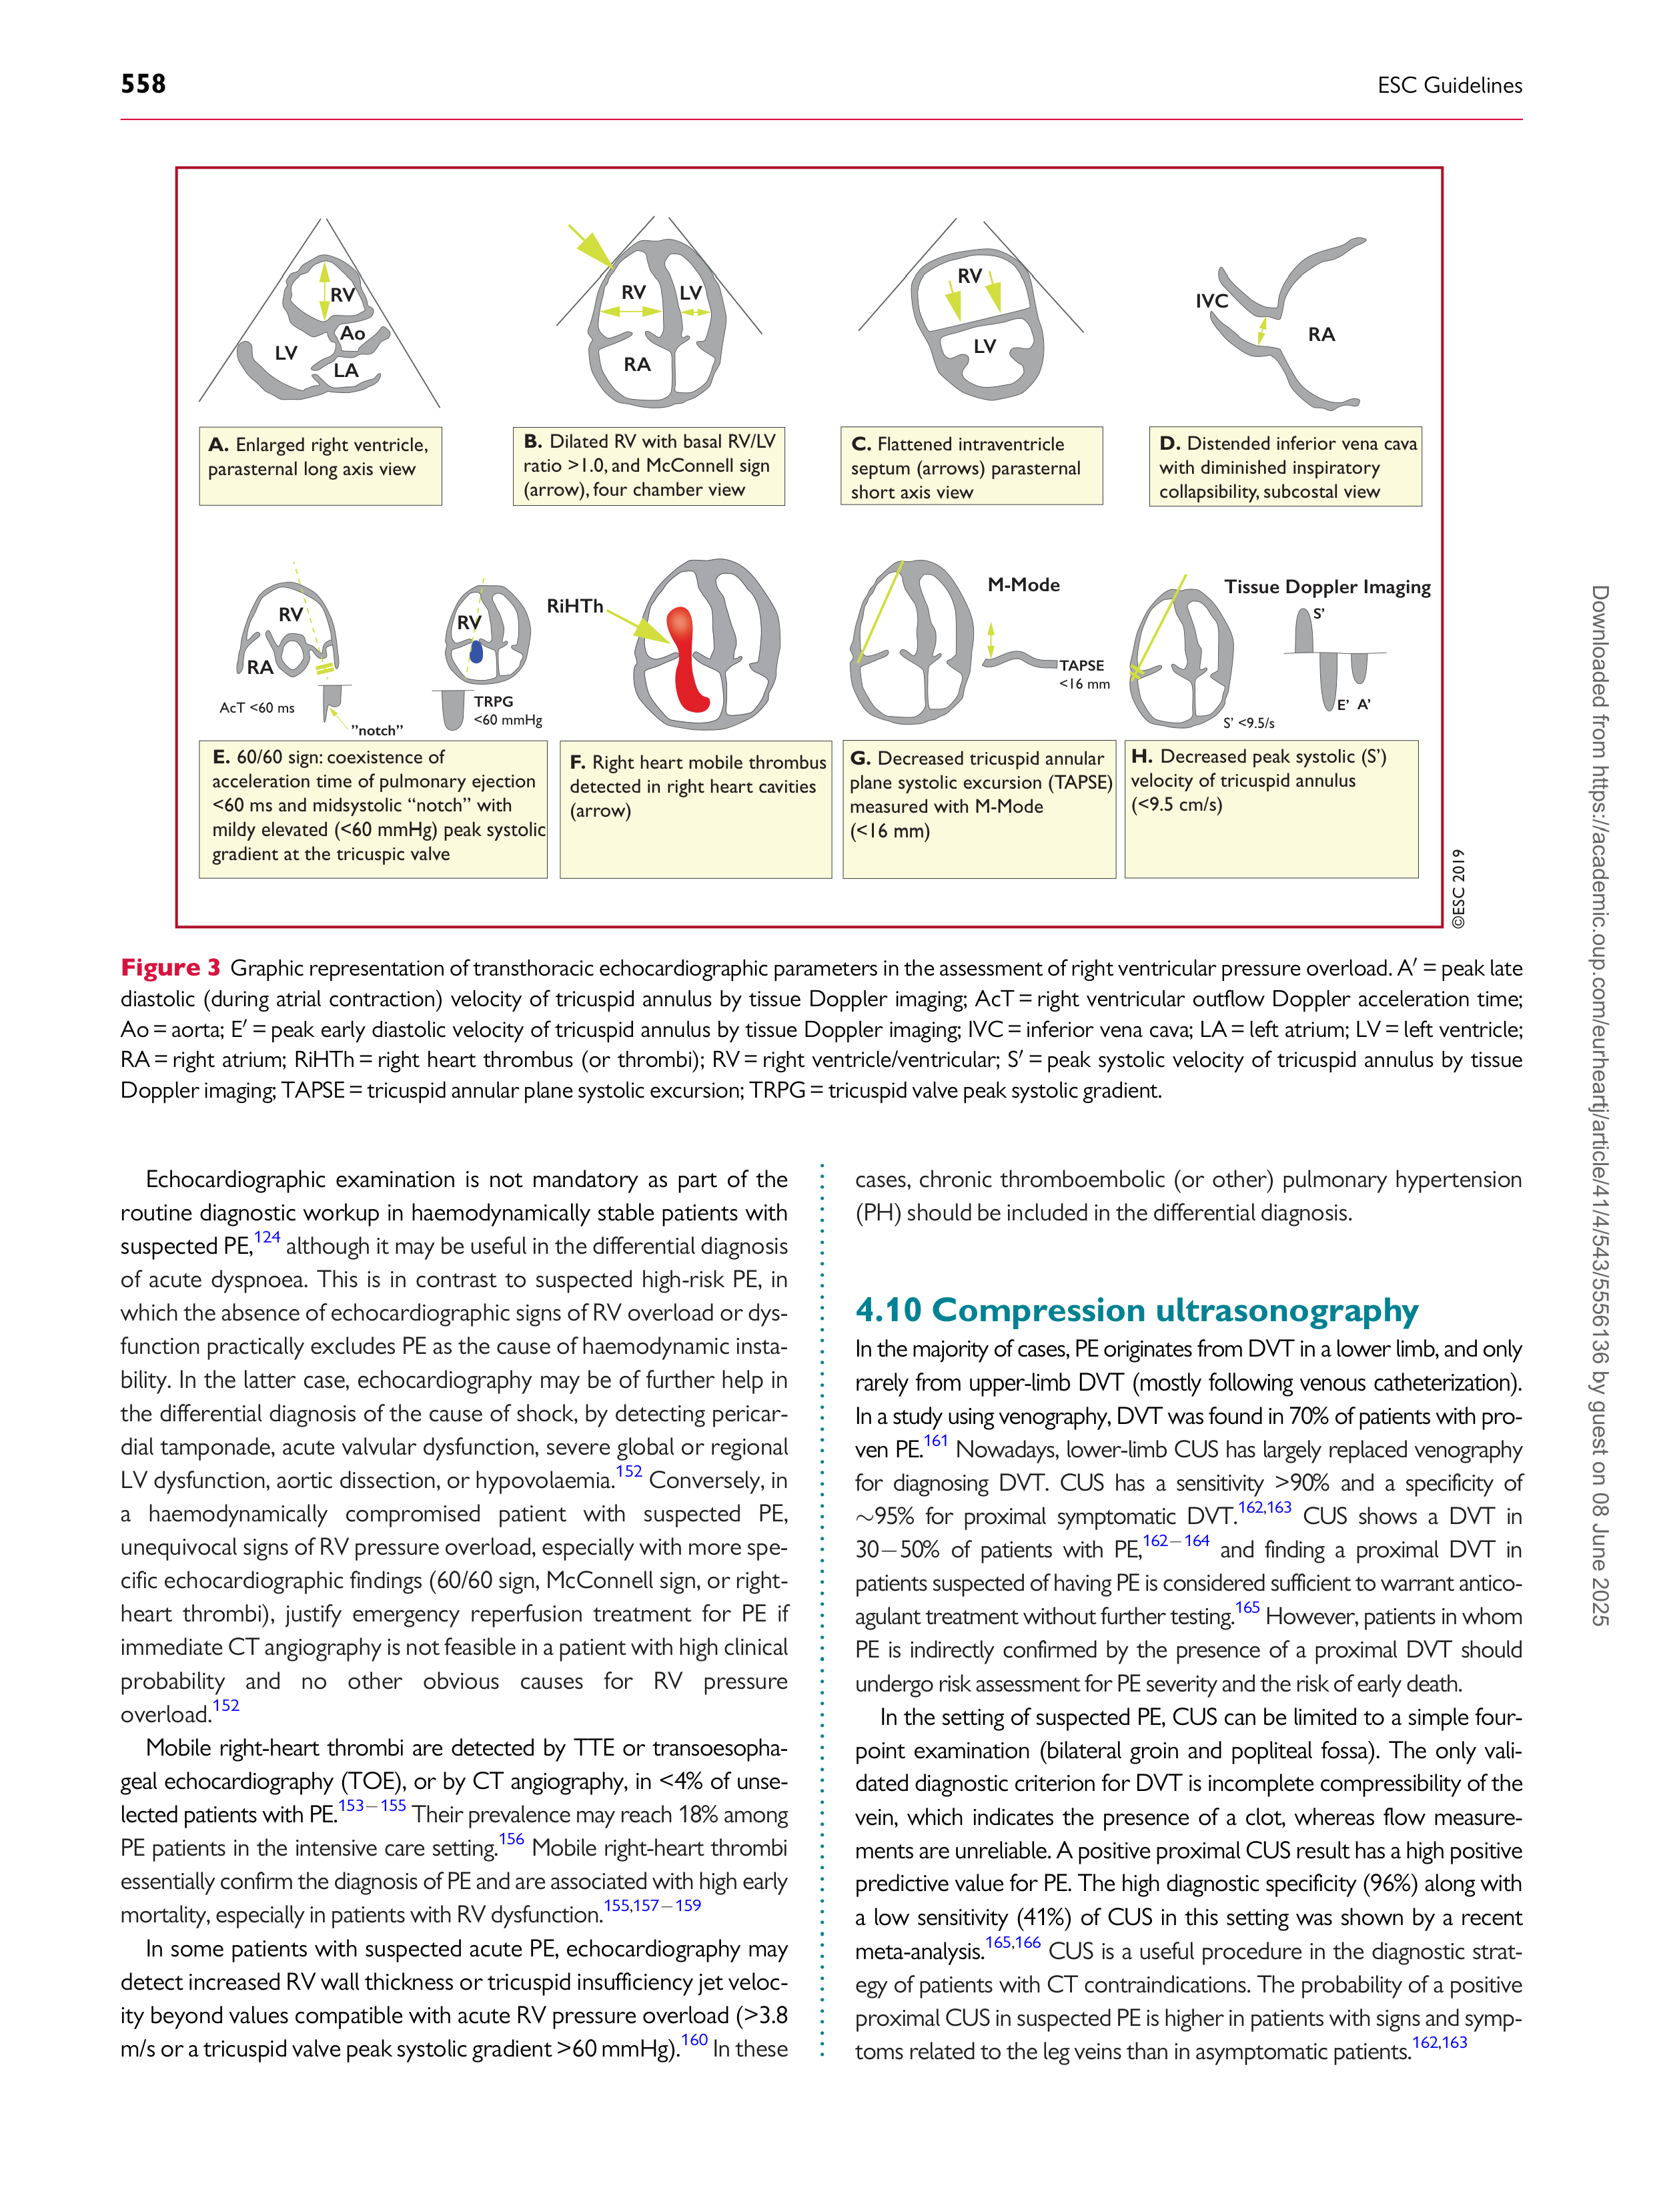 558
ESC Guidelines
RV
Ao
LV
LA
RV
LV
RA
RV
LV
IVC
RA
A. Enlarged right ventricle,
parasternal long axis view
B. Dilated RV with basal RV/LV
ratio >1.0, and McConnell sign
(arrow), four chamber view
C. Flattened intraventricle
septum (arrows) parasternal
short axis view
D. Distended inferior vena cava
with diminished inspiratory
collapsibility, subcostal view
RV
RA
AcT <60 ms
"notch"
RV
TRPG
<60 mmHg
RiHTh
M-Mode
TAPSE
<16 mm
Tissue Doppler Imaging
S’
E’ A’
S’ <9.5/s
E. 60/60 sign: coexistence of
acceleration time of pulmonary ejection
<60 ms and midsystolic “notch” with
mildy elevated (<60 mmHg) peak systolic
gradient at the tricuspic valve
F. Right heart mobile thrombus
detected in right heart cavities
(arrow)
G. Decreased tricuspid annular
plane systolic excursion (TAPSE)
measured with M-Mode
(<16 mm)
H. Decreased peak systolic (S’)
velocity of tricuspid annulus
(<9.5 cm/s)
©ESC 2019
Figure 3 Graphic representation of transthoracic echocardiographic parameters in the assessment of right ventricular pressure overload. A′ = peak late
diastolic (during atrial contraction) velocity of tricuspid annulus by tissue Doppler imaging; AcT = right ventricular outflow Doppler acceleration time;
Ao = aorta; E′ = peak early diastolic velocity of tricuspid annulus by tissue Doppler imaging; IVC = inferior vena cava; LA = left atrium; LV = left ventricle;
RA = right atrium; RiHTh = right heart thrombus (or thrombi); RV = right ventricle/ventricular; S′ = peak systolic velocity of tricuspid annulus by tissue
Doppler imaging; TAPSE = tricuspid annular plane systolic excursion; TRPG = tricuspid valve peak systolic gradient.
Echocardiographic examination is not mandatory as part of the
routine diagnostic workup in haemodynamically stable patients with
suspected PE,124 although it may be useful in the differential diagnosis
of acute dyspnoea. This is in contrast to suspected high-risk PE, in
which the absence of echocardiographic signs of RV overload or dys-
function practically excludes PE as the cause of haemodynamic insta-
bility. In the latter case, echocardiography may be of further help in
the differential diagnosis of the cause of shock, by detecting pericar-
dial tamponade, acute valvular dysfunction, severe global or regional
LV dysfunction, aortic dissection, or hypovolaemia.152 Conversely, in
a haemodynamically compromised patient with suspected PE,
unequivocal signs of RV pressure overload, especially with more spe-
cific echocardiographic findings (60/60 sign, McConnell sign, or right-
heart thrombi), justify emergency reperfusion treatment for PE if
immediate CT angiography is not feasible in a patient with high clinical
probability and no other obvious causes for RV pressure
overload.152
Mobile right-heart thrombi are detected by TTE or transoesopha-
geal echocardiography (TOE), or by CT angiography, in <4% of unse-
lected patients with PE.153−155 Their prevalence may reach 18% among
PE patients in the intensive care setting.156 Mobile right-heart thrombi
essentially confirm the diagnosis of PE and are associated with high early
mortality, especially in patients with RV dysfunction.155,157−159
In some patients with suspected acute PE, echocardiography may
detect increased RV wall thickness or tricuspid insufficiency jet veloc-
ity beyond values compatible with acute RV pressure overload (>3.8
m/s or a tricuspid valve peak systolic gradient >60 mmHg).160 In these
cases, chronic thromboembolic (or other) pulmonary hypertension
(PH) should be included in the differential diagnosis.
4.10 Compression ultrasonography
In the majority of cases, PE originates from DVT in a lower limb, and only
rarely from upper-limb DVT (mostly following venous catheterization).
In a study using venography, DVT was found in 70% of patients with pro-
ven PE.161 Nowadays, lower-limb CUS has largely replaced venography
for diagnosing DVT. CUS has a sensitivity >90% and a specificity of
∼95% for proximal symptomatic DVT.162,163 CUS shows a DVT in
30−50% of patients with PE,162−164 and finding a proximal DVT in
patients suspected of having PE is considered sufficient to warrant antico-
agulant treatment without further testing.165 However, patients in whom
PE is indirectly confirmed by the presence of a proximal DVT should
undergo risk assessment for PE severity and the risk of early death.
In the setting of suspected PE, CUS can be limited to a simple four-
point examination (bilateral groin and popliteal fossa). The only vali-
dated diagnostic criterion for DVT is incomplete compressibility of the
vein, which indicates the presence of a clot, whereas flow measure-
ments are unreliable. A positive proximal CUS result has a high positive
predictive value for PE. The high diagnostic specificity (96%) along with
a low sensitivity (41%) of CUS in this setting was shown by a recent
meta-analysis.165,166 CUS is a useful procedure in the diagnostic strat-
egy of patients with CT contraindications. The probability of a positive
proximal CUS in suspected PE is higher in patients with signs and symp-
toms related to the leg veins than in asymptomatic patients.162,163
Downloaded from https://academic.oup.com/eurheartj/article/41/4/543/5556136 by guest on 08 June 2025